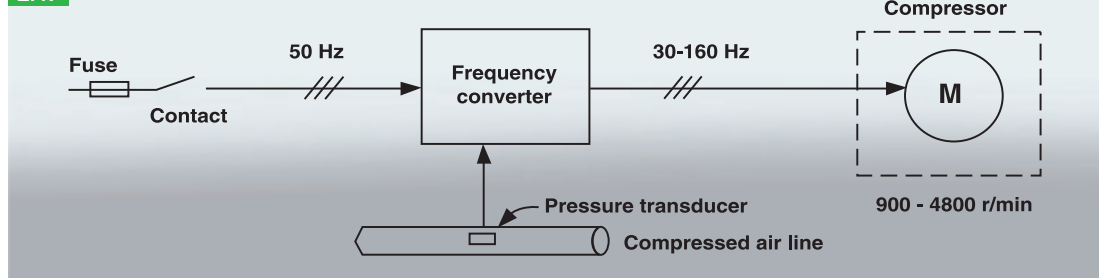 Compressor
Fuse
50 Hz
30-160 Hz
Frequency
converter
M
Contact
Pressure transducer
900 - 4800 r/min
Compressed air line